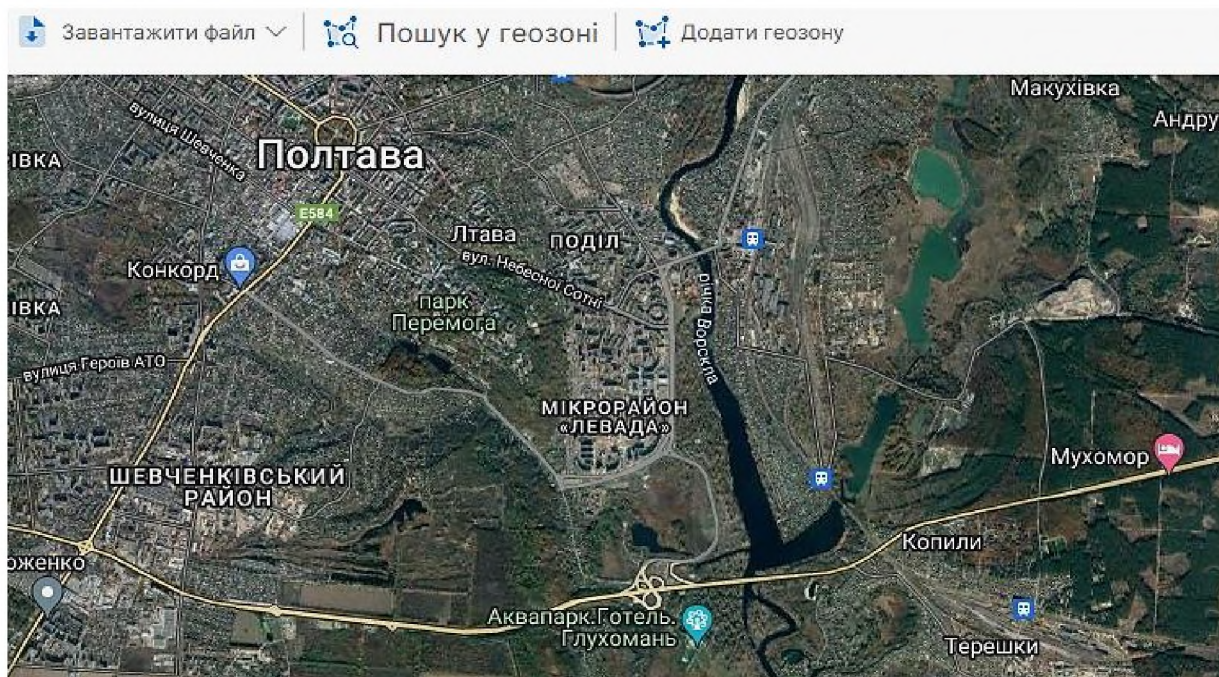 Завантажити файл
Пошук у геозоні
Додати геозону
Макухівка
Андру
вулиця Шевченка
Полтава
ІВКА
E584
Лтава
ПОДІЛ
вул. Небесної Сотні
Конкорд
парк
Перемога
річка Ворскла
ІВКА
вулиця Героїв АТО
МІКРОРАЙОН
«ЛЕВАДА»
Мухомор
ШЕВЧЕНКІВСЬКИЙ
РАЙОН
Копили
оженко
Аквапарк.Готель.
Глухомань
Терешки